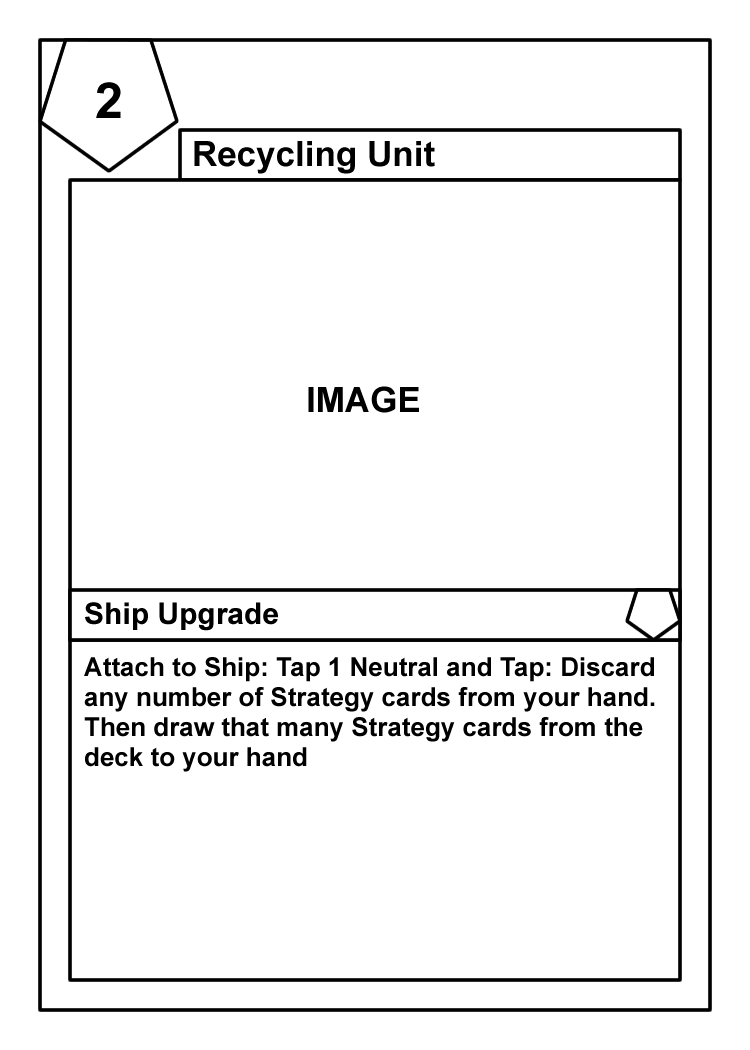 2
Recycling Unit
IMAGE
Ship Upgrade
Attach to Ship: Tap 1 Neutral and Tap: Discard
any number of Strategy cards from your hand.
Then draw that many Strategy cards from the
deck to your hand